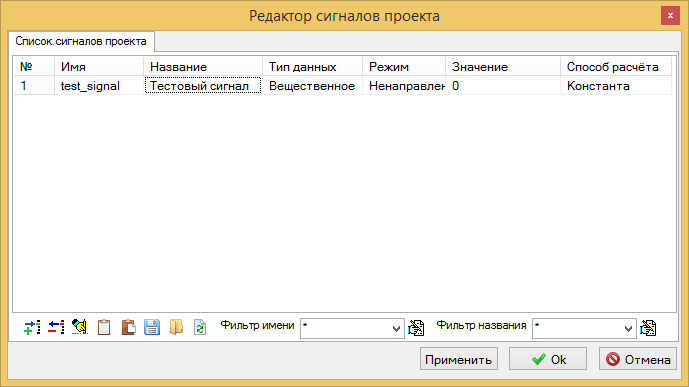 Редактор сигналов проекта
x
Список сигналов проекта
№ Имя Название Тип данных Режим Значение Способ расчёта
1 test_signal Тестовый сигнал Вещественное Ненаправлен 0 Константа
Фильтр имени * Фильтр названия *
Применить Ok Отмена